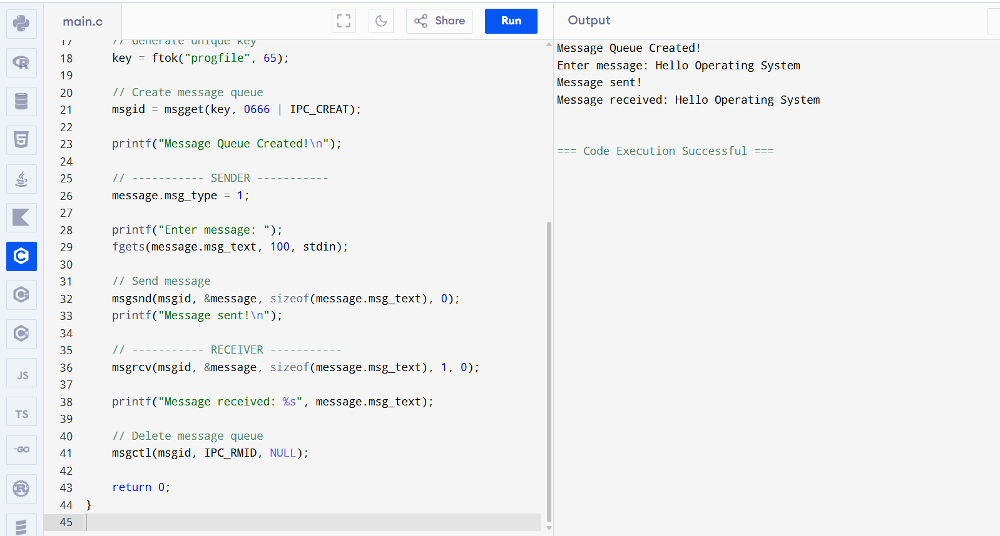 main.c
Share
Run
Output
17 // Generate unique key
18 key = ftok("progfile", 65);
19
20 // Create message queue
21 msgid = msgget(key, 0666 | IPC_CREAT);
22
23 printf("Message Queue Created!\n");
24
25 // ----------- SENDER -----------
26 message.msg_type = 1;
27
28 printf("Enter message: ");
29 fgets(message.msg_text, 100, stdin);
30
31 // Send message
32 msgsnd(msgid, &message, sizeof(message.msg_text), 0);
33 printf("Message sent!\n");
34
35 // ----------- RECEIVER -----------
36 msgrcv(msgid, &message, sizeof(message.msg_text), 1, 0);
37
38 printf("Message received: %s", message.msg_text);
39
40 // Delete message queue
41 msgctl(msgid, IPC_RMID, NULL);
42
43 return 0;
44 }
45
Message Queue Created!
Enter message: Hello Operating System
Message sent!
Message received: Hello Operating System
=== Code Execution Successful ===
R
5
C
C
C
JS
TS
GO
R